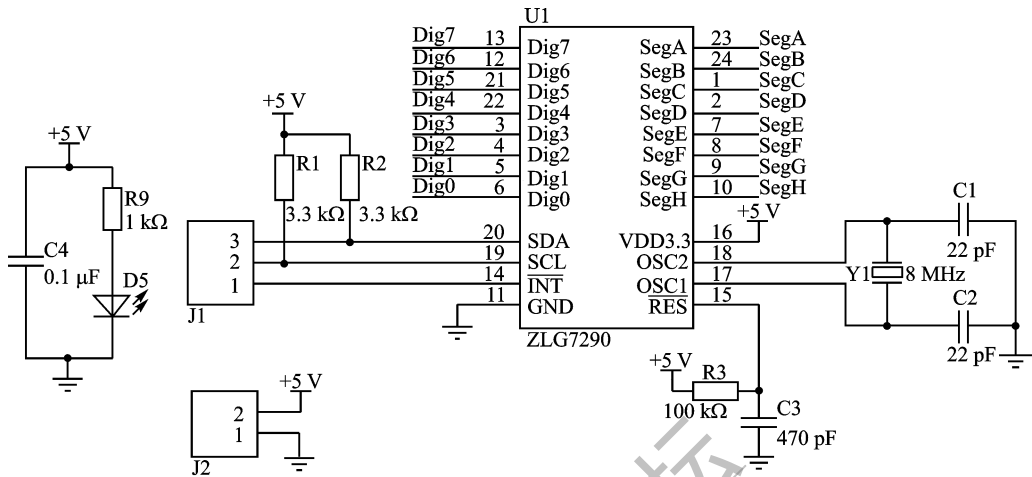 U1
Dig7 13 Dig7 SegA 23 SegA
Dig6 12 Dig6 SegB 24 SegB
Dig5 21 Dig5 SegC 1 SegC
Dig4 22 Dig4 SegD 2 SegD
Dig3 3 Dig3 SegE 7 SegE
Dig2 4 Dig2 SegF 8 SegF
Dig1 5 Dig1 SegG 9 SegG
Dig0 6 Dig0 SegH 10 SegH
+5 V
R1
R2
3.3 kΩ 3.3 kΩ
+5 V
R9
1 kΩ
C4
0.1 μF
D5
3 20 SDA VDD3.3 16 +5 V
2 19 SCL OSC2 18
1 14 INT OSC1 17
11 GND RES 15
J1
ZLG7290
C1
22 pF
Y1 8 MHz
C2
22 pF
+5 V
R3
100 kΩ
C3
470 pF
+5 V
2
1
J2
坛